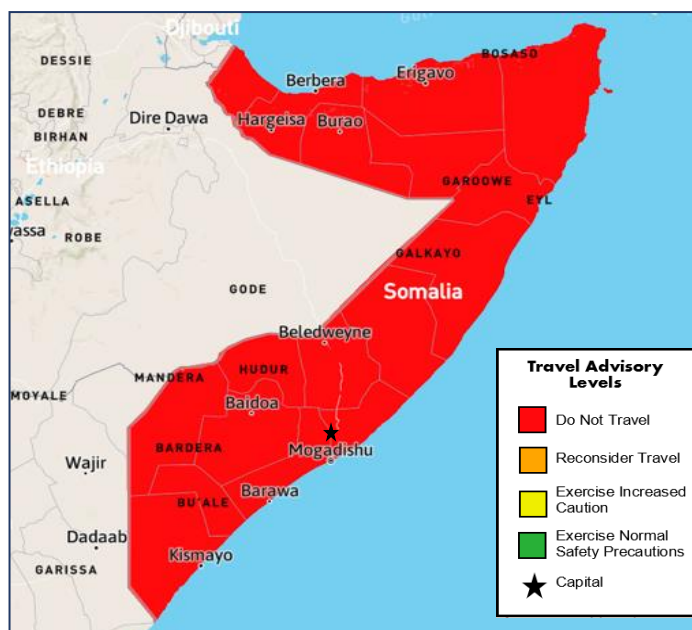 Djibouti
DESSIE
BOSASO
Berbera
Erigavo
DEBRE
BIRHAN
Dire Dawa
Hargeisa
Burao
Ethiopia
GAROOWE
ASELLA
EYL
wassa
ROBE
GALKAYO
GODE
Somalia
Beledweyne
HUDUR
MANDERA
MOYALE
Baidoa
BARDERA
Mogadishu
Wajir
BU'ALE
Barawa
Dadaab
Kismayo
GARISSA
Travel Advisory
Levels
Do Not Travel
Reconsider Travel
Exercise Increased
Caution
Exercise Normal
Safety Precautions
Capital